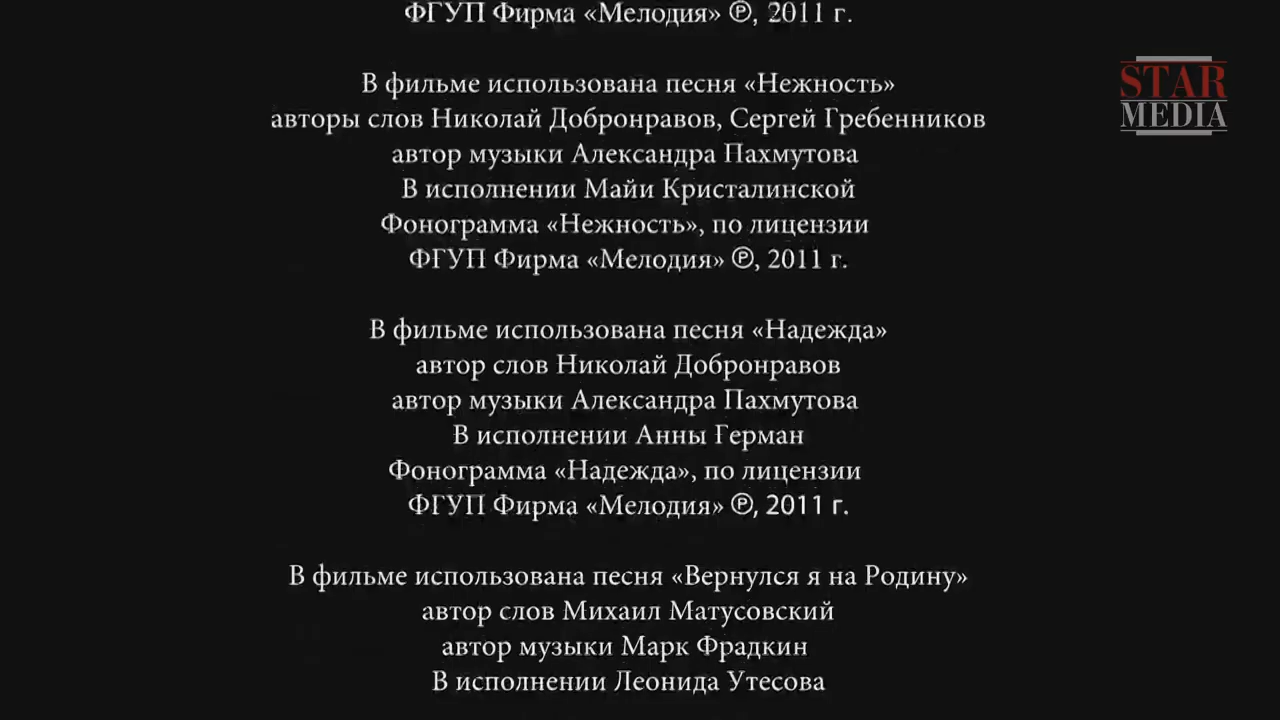 ФГУП Фирма «Мелодия» ℗, 2011 г.
В фильме использована песня «Нежность»
авторы слов Николай Добронравов, Сергей Гребенников
автор музыки Александра Пахмутова
В исполнении Майи Кристалинской
Фонограмма «Нежность», по лицензии
ФГУП Фирма «Мелодия» ℗, 2011 г.
В фильме использована песня «Надежда»
автор слов Николай Добронравов
автор музыки Александра Пахмутова
В исполнении Анны Герман
Фонограмма «Надежда», по лицензии
ФГУП Фирма «Мелодия» ℗, 2011 г.
В фильме использована песня «Вернулся я на Родину»
автор слов Михаил Матусовский
автор музыки Марк Фрадкин
В исполнении Леонида Утесова
STAR
MEDIA